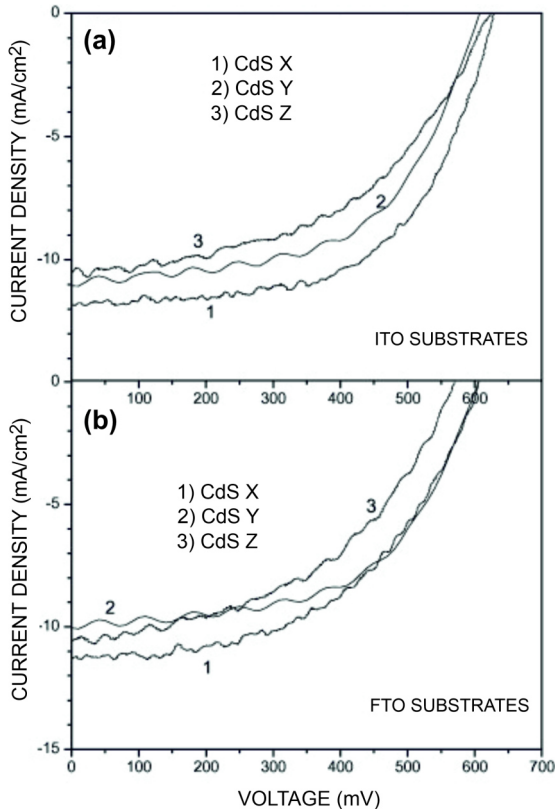 (a)
1) CdS X
2) CdS Y
3) CdS Z
0
-5
-10
CURRENT DENSITY (mA/cm²)
3
2
1
ITO SUBSTRATES
0
100
200
300
400
500
600
(b)
1) CdS X
2) CdS Y
3) CdS Z
-5
-10
-15
CURRENT DENSITY (mA/cm²)
3
2
1
FTO SUBSTRATES
0
100
200
300
400
500
600
700
VOLTAGE (mV)